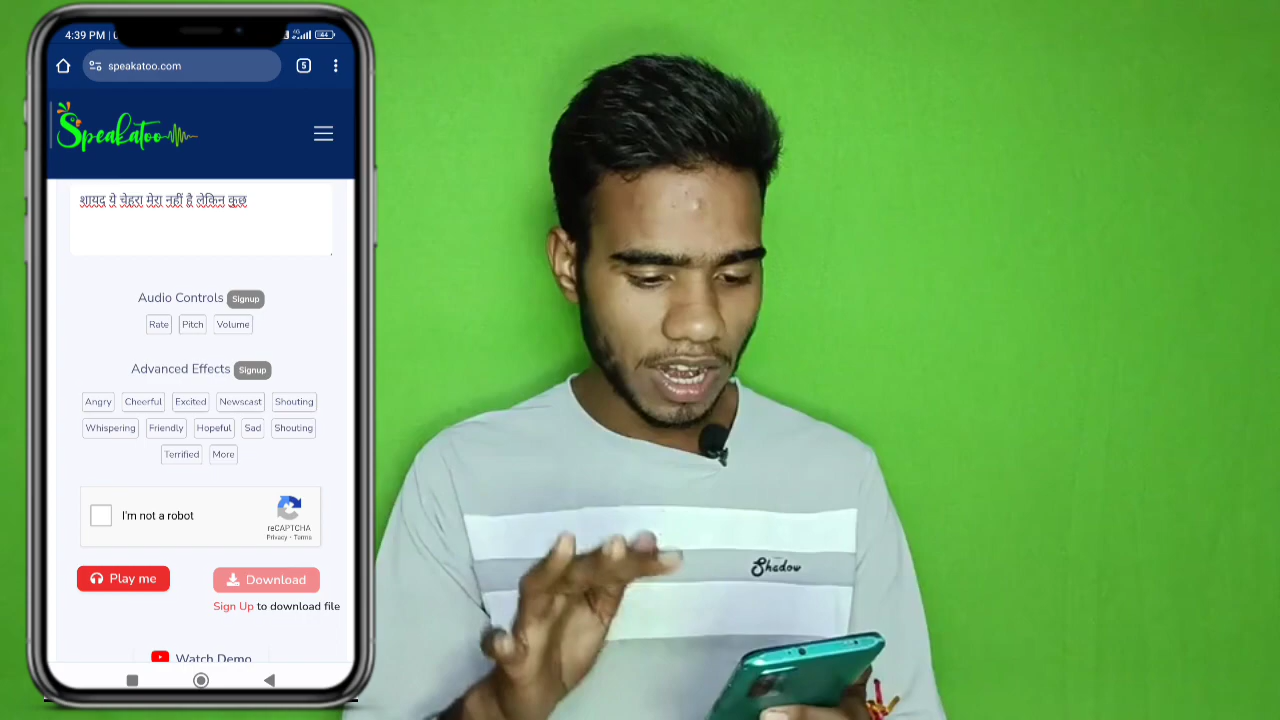 4:39 PM
44
speakatoo.com
5
Speakatoo
शायद ये चेहरा मेरा नहीं है लेकिन कुछ
Audio Controls Signup
Rate Pitch Volume
Advanced Effects Signup
Angry Cheerful Excited Newscast Shouting
Whispering Friendly Hopeful Sad Shouting
Terrified More
I'm not a robot
reCAPTCHA
Privacy - Terms
Play me Download
Sign Up to download file
Watch Demo
Shadow